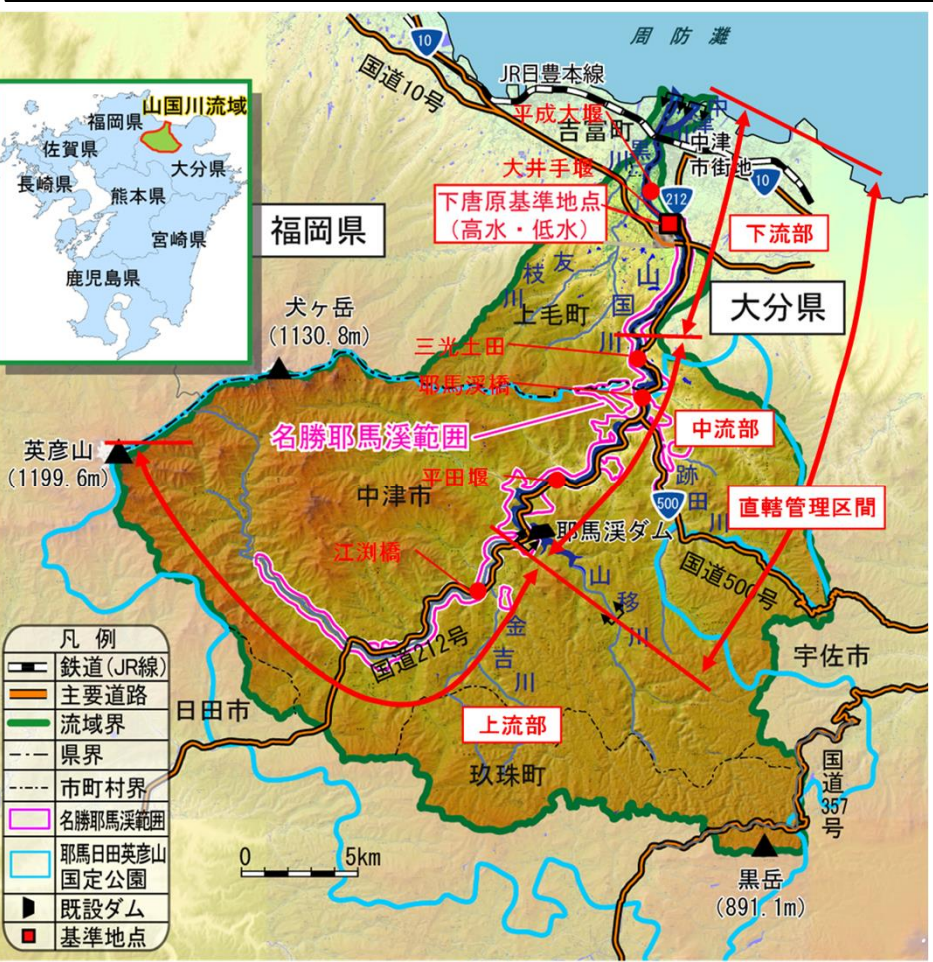 周防灘
10
国道10号
JR日豊本線
山国川流域
福岡県
佐賀県
長崎県
大分県
熊本県
宮崎県
鹿児島県
平成大堰
吉富町
中津川
中津
市街地
10
大井手堰
黒川
212
下唐原基準地点
(高水・低水)
下流部
福岡県
友枝川
山国川
上毛町
大分県
犬ヶ岳
(1130.8m)
三光土田
耶馬渓橋
名勝耶馬溪範囲
中流部
英彦山
(1199.6m)
平田堰
中津市
跡田川
500
直轄管理区間
耶馬渓ダム
江渕橋
国道500号
山移川
金吉川
国道212号
宇佐市
日田市
上流部
玖珠町
国道357号
黒岳
(891.1m)
0 5km
凡例
鉄道(JR線)
主要道路
流域界
県界
市町村界
名勝耶馬渓範囲
耶馬日田英彦山
国定公園
既設ダム
基準地点